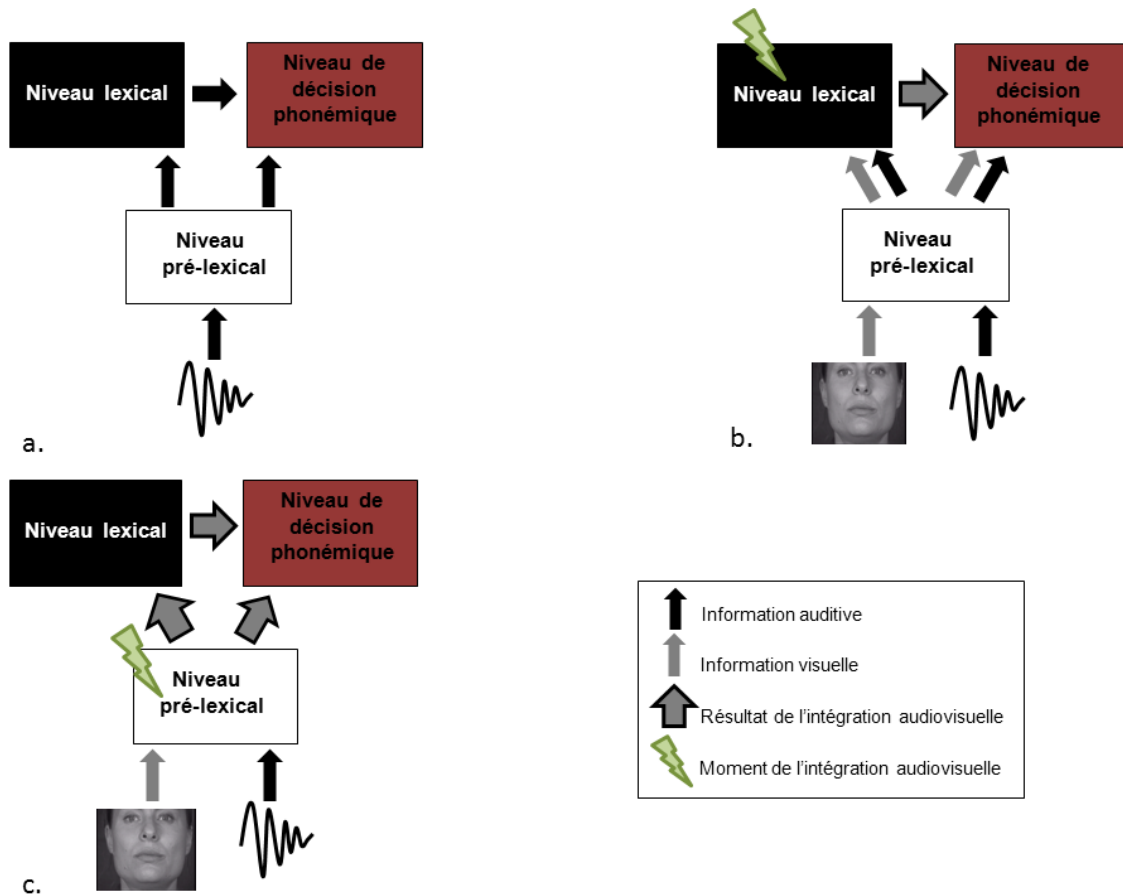 Niveau lexical
Niveau de
décision
phonémique
Niveau
pré-lexical
a.
Niveau lexical
Niveau de
décision
phonémique
Niveau
pré-lexical
b.
Niveau lexical
Niveau de
décision
phonémique
Niveau
pré-lexical
c.
Information auditive
Information visuelle
Résultat de l'intégration audiovisuelle
Moment de l'intégration audiovisuelle